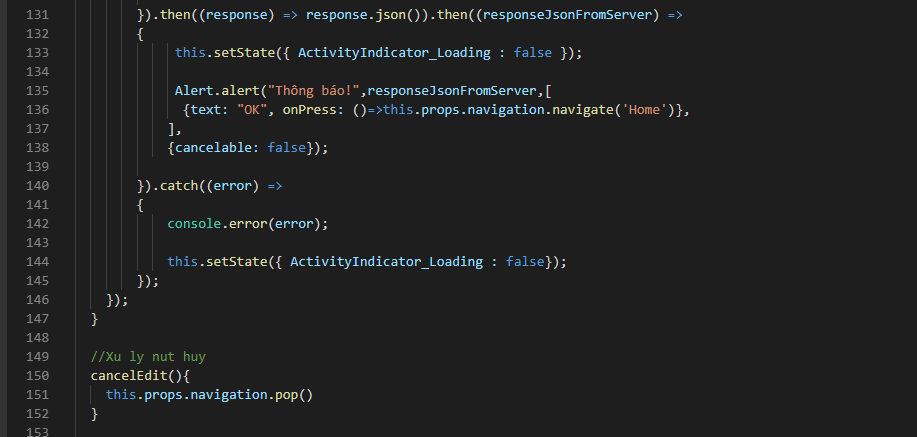 131 }).then((response) => response.json()).then((responseJsonFromServer) =>
132 {
133 this.setState({ ActivityIndicator_Loading : false });
134
135 Alert.alert("Thông báo!",responseJsonFromServer,[
136 {text: "OK", onPress: ()=>this.props.navigation.navigate('Home')},
137 ],
138 {cancelable: false});
139
140 }).catch((error) =>
141 {
142 console.error(error);
143
144 this.setState({ ActivityIndicator_Loading : false});
145 });
146 });
147 }
148
149 //Xu ly nut huy
150 cancelEdit(){
151 this.props.navigation.pop()
152 }
153